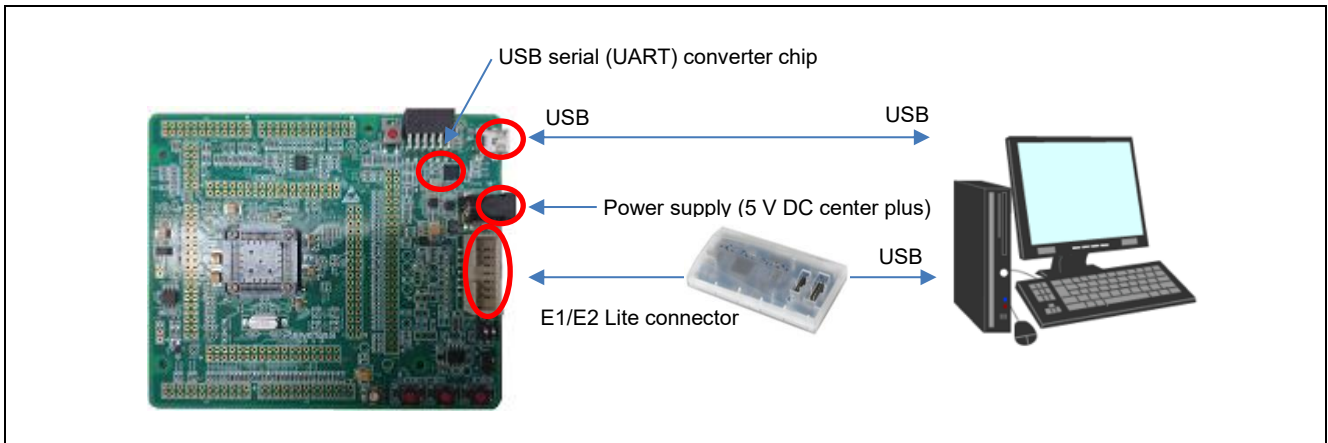 USB serial (UART) converter chip
USB
USB
Power supply (5 V DC center plus)
USB
E1/E2 Lite connector